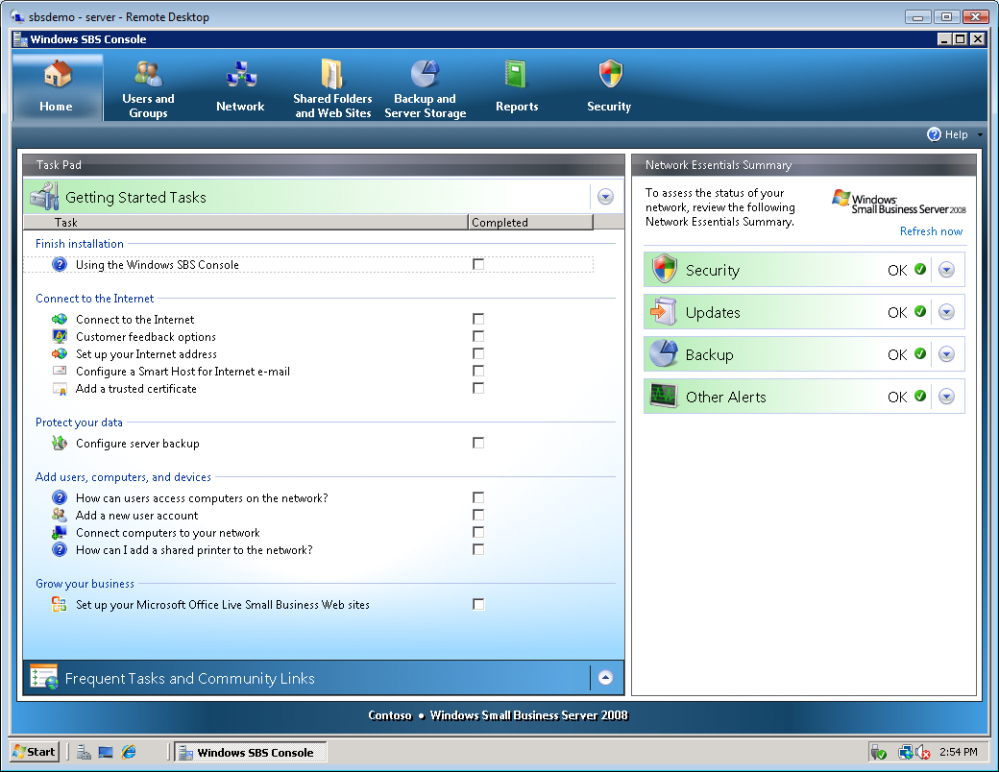 sbsdemo - server - Remote Desktop
Windows SBS Console
Home
Users and
Groups
Network
Shared Folders
and Web Sites
Backup and
Server Storage
Reports
Security
Help
Task Pad
Getting Started Tasks
Task
Completed
Finish installation
Using the Windows SBS Console
Connect to the Internet
Connect to the Internet
Customer feedback options
Set up your Internet address
Configure a Smart Host for Internet e-mail
Add a trusted certificate
Protect your data
Configure server backup
Add users, computers, and devices
How can users access computers on the network?
Add a new user account
Connect computers to your network
How can I add a shared printer to the network?
Grow your business
Set up your Microsoft Office Live Small Business Web sites
Frequent Tasks and Community Links
Network Essentials Summary
To assess the status of your
network, review the following
Network Essentials Summary.
Windows
Small Business Server 2008
Refresh now
Security OK
Updates OK
Backup OK
Other Alerts OK
Contoso • Windows Small Business Server 2008
Start
Windows SBS Console
2:54 PM